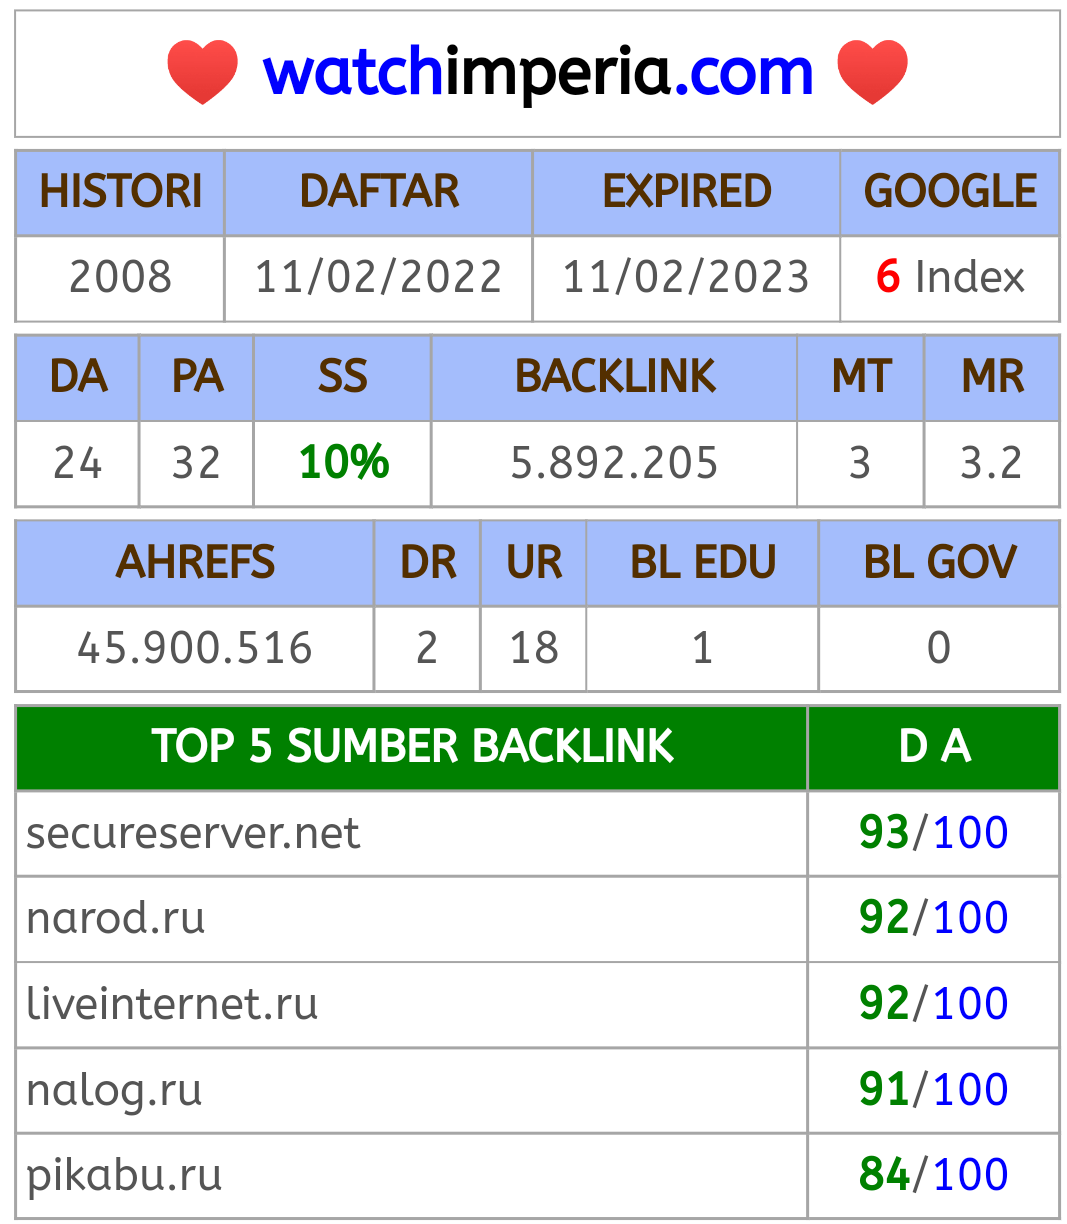 ❤️ watchimperia.com ❤️
HISTORI DAFTAR EXPIRED GOOGLE
2008 11/02/2022 11/02/2023 6 Index
DA PA SS BACKLINK MT MR
24 32 10% 5.892.205 3 3.2
AHREFS DR UR BL EDU BL GOV
45.900.516 2 18 1 0
TOP 5 SUMBER BACKLINK D A
secureserver.net 93/100
narod.ru 92/100
liveinternet.ru 92/100
nalog.ru 91/100
pikabu.ru 84/100